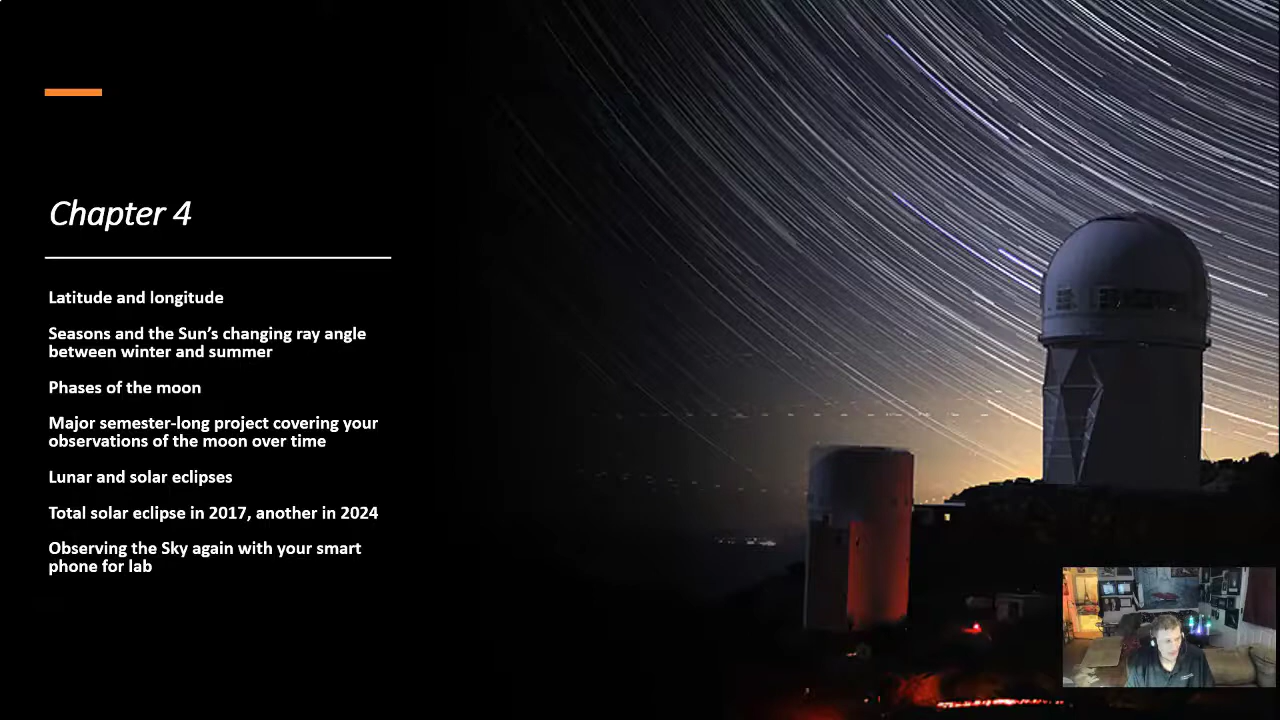 Chapter 4
Latitude and longitude
Seasons and the Sun's changing ray angle
between winter and summer
Phases of the moon
Major semester-long project covering your
observations of the moon over time
Lunar and solar eclipses
Total solar eclipse in 2017, another in 2024
Observing the Sky again with your smart
phone for lab